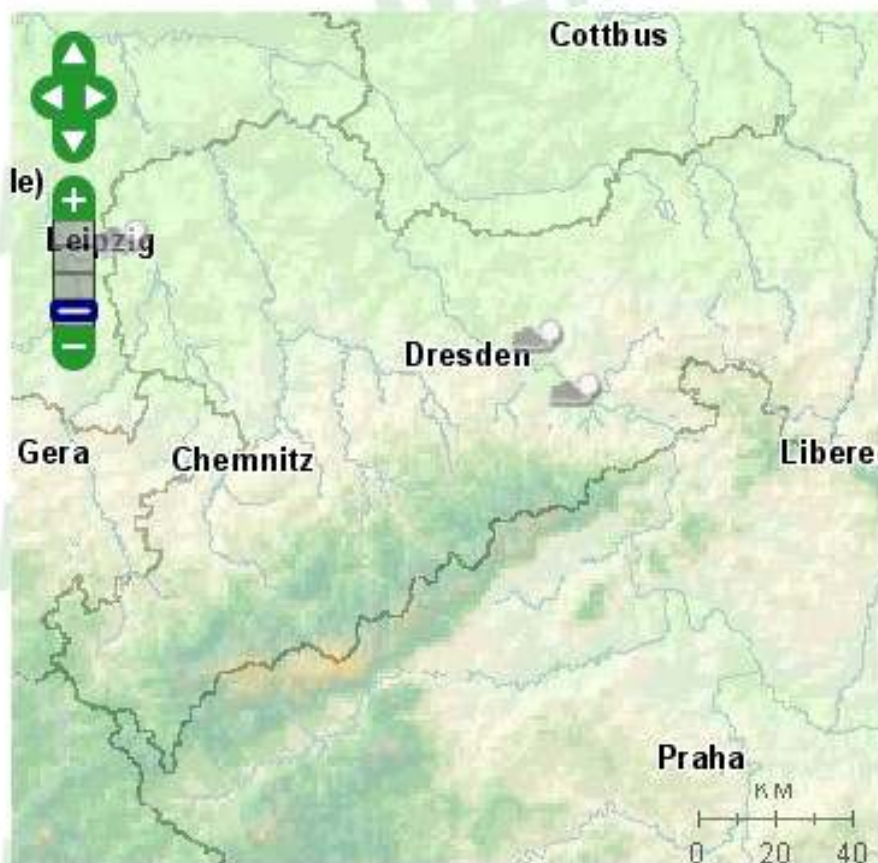 Cottbus
le)
Leipzig
Dresden
Gera
Chemnitz
Libere
Praha
KM
0 20 40